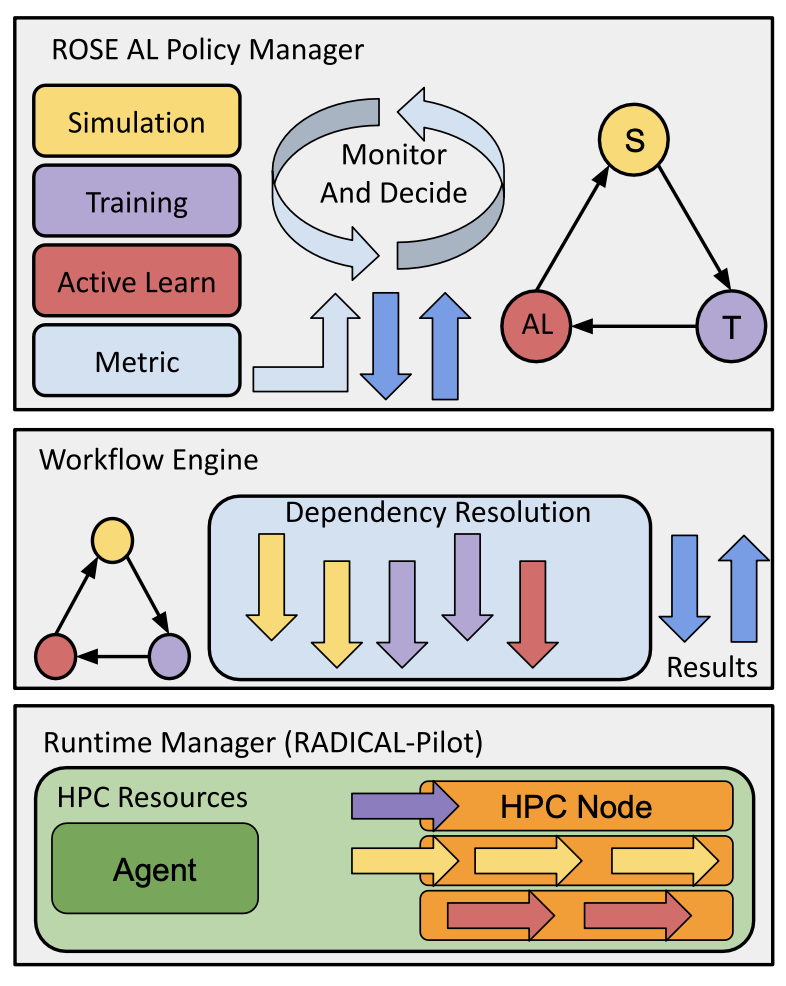 ROSE AL Policy Manager
Simulation
Training
Active Learn
Metric
Monitor
And Decide
S
AL
T
Workflow Engine
Dependency Resolution
Results
Runtime Manager (RADICAL-Pilot)
HPC Resources
Agent
HPC Node